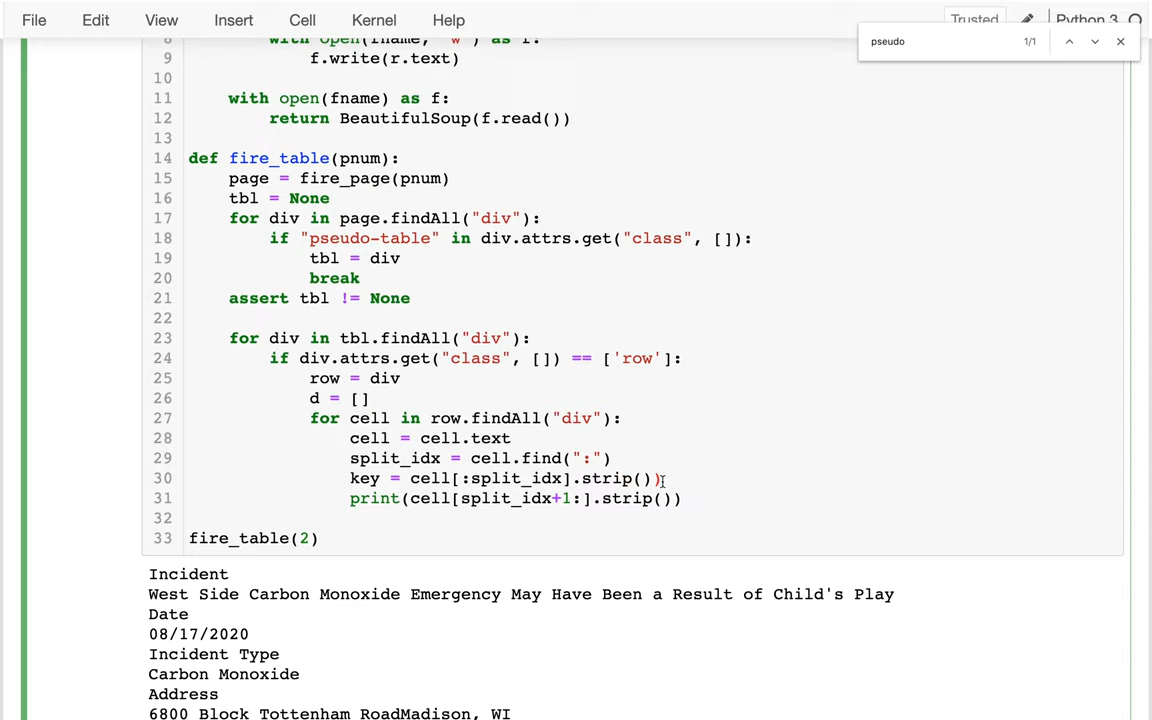 File Edit View Insert Cell Kernel Help Trusted Python 3
pseudo 1/1
8 with open(fname, "w") as f:
9 f.write(r.text)
10
11 with open(fname) as f:
12 return BeautifulSoup(f.read())
13
14 def fire_table(pnum):
15 page = fire_page(pnum)
16 tbl = None
17 for div in page.findAll("div"):
18 if "pseudo-table" in div.attrs.get("class", []):
19 tbl = div
20 break
21 assert tbl != None
22
23 for div in tbl.findAll("div"):
24 if div.attrs.get("class", []) == ['row']:
25 row = div
26 d = []
27 for cell in row.findAll("div"):
28 cell = cell.text
29 split_idx = cell.find(":")
30 key = cell[:split_idx].strip())
31 print(cell[split_idx+1:].strip())
32
33 fire_table(2)
Incident
West Side Carbon Monoxide Emergency May Have Been a Result of Child's Play
Date
08/17/2020
Incident Type
Carbon Monoxide
Address
6800 Block Tottenham RoadMadison, WI